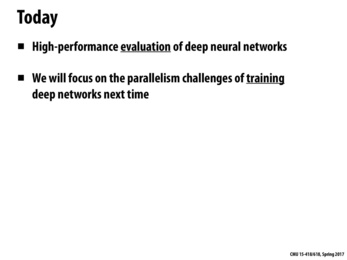 Today
■ High-performance evaluation of deep neural networks
■ We will focus on the parallelism challenges of training
deep networks next time
CMU 15-418/618, Spring 2017